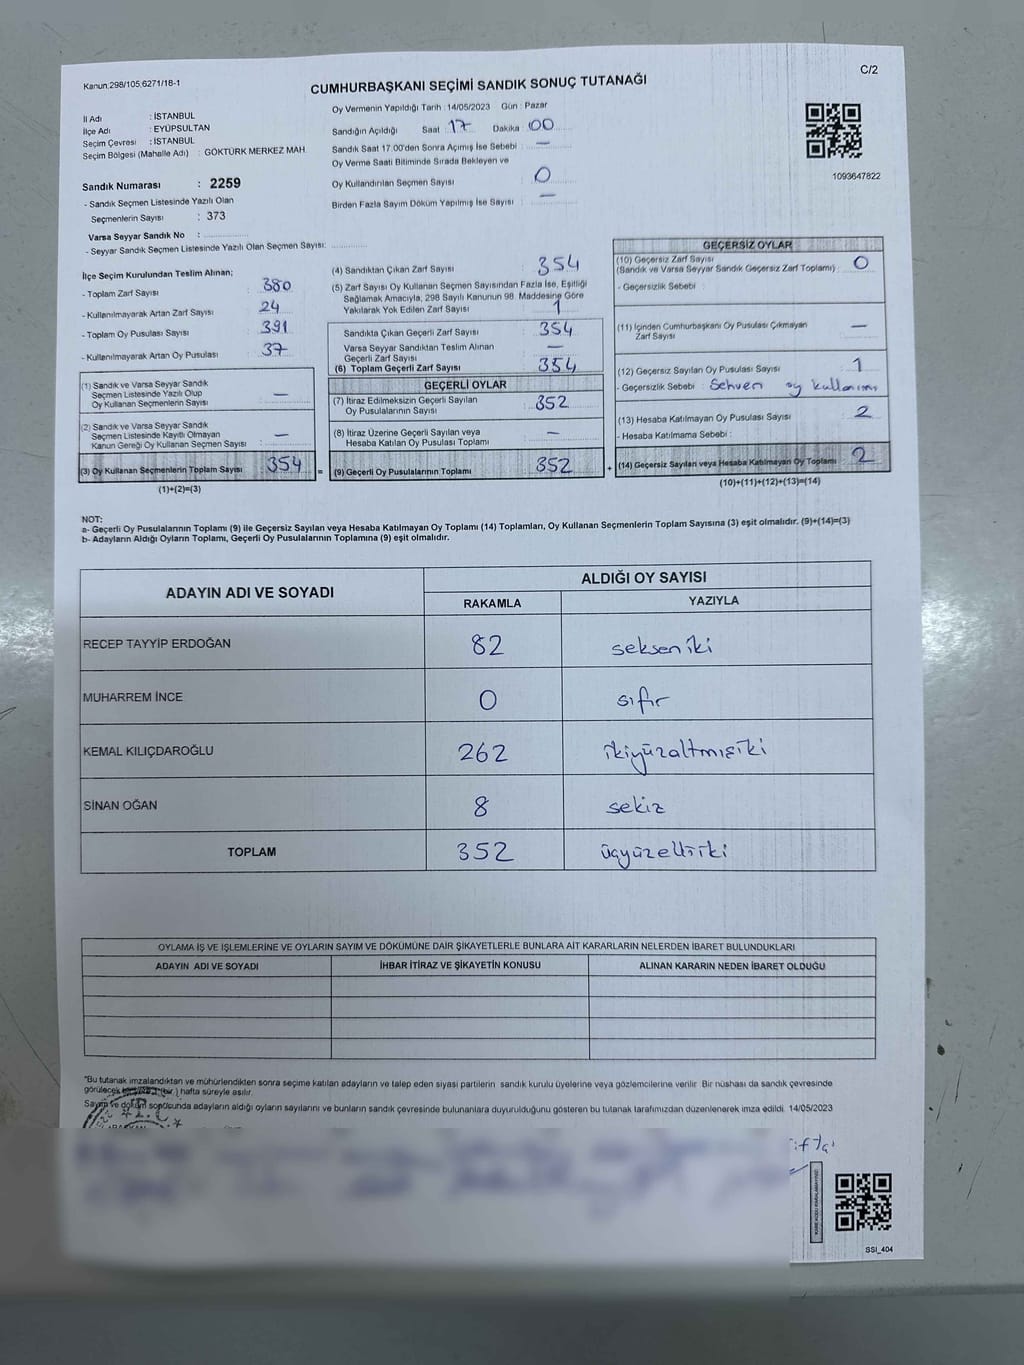 Kanun:298/105,6271/18-1
C/2
CUMHURBAŞKANI SEÇİMİ SANDIK SONUÇ TUTANAĞI
İl Adı : İSTANBUL
İlçe Adı : EYÜPSULTAN
Seçim Çevresi : İSTANBUL
Seçim Bölgesi (Mahalle Adı) : GÖKTÜRK MERKEZ MAH.
Sandık Numarası : 2259
- Sandık Seçmen Listesinde Yazılı Olan
Seçmenlerin Sayısı : 373
Varsa Seyyar Sandık No :
- Seyyar Sandık Seçmen Listesinde Yazılı Olan Seçmen Sayısı:
Oy Vermenin Yapıldığı Tarih : 14/05/2023 Gün : Pazar
Sandığın Açıldığı Saat : 17 Dakika : 00
Sandık Saat 17.00'den Sonra Açımış İse Sebebi : —
Oy Verme Saati Bitiminde Sırada Bekleyen ve
Oy Kullandırılan Seçmen Sayısı : 0
Birden Fazla Sayım Döküm Yapılmış İse Sayısı : —
1093647822
İlçe Seçim Kurulundan Teslim Alınan;
- Toplam Zarf Sayısı : 380
- Kullanılmayarak Artan Zarf Sayısı : 24
- Toplam Oy Pusulası Sayısı : 391
- Kullanılmayarak Artan Oy Pusulası : 37
(1) Sandık ve Varsa Seyyar Sandık
Seçmen Listesinde Yazılı Olup
Oy Kullanan Seçmenlerin Sayısı : —
(2) Sandık ve Varsa Seyyar Sandık
Seçmen Listesinde Kayıtlı Olmayan
Kanun Gereği Oy Kullanan Seçmen Sayısı : —
(3) Oy Kullanan Seçmenlerin Toplam Sayısı : 354
(1)+(2)=(3)
(4) Sandıktan Çıkan Zarf Sayısı : 354
(5) Zarf Sayısı Oy Kullanan Seçmen Sayısından Fazla İse, Eşitliği
Sağlamak Amacıyla, 298 Sayılı Kanunun 98. Maddesine Göre
Yakılarak Yok Edilen Zarf Sayısı : 1
Sandıkta Çıkan Geçerli Zarf Sayısı : 354
Varsa Seyyar Sandıktan Teslim Alınan
Geçerli Zarf Sayısı : —
(6) Toplam Geçerli Zarf Sayısı : 354
GEÇERLİ OYLAR
(7) İtiraz Edilmeksizin Geçerli Sayılan
Oy Pusulalarının Sayısı : 352
(8) İtiraz Üzerine Geçerli Sayılan veya
Hesaba Katılan Oy Pusulası Toplamı : —
= (9) Geçerli Oy Pusulalarının Toplamı : 352 +
GEÇERSİZ OYLAR
(10) Geçersiz Zarf Sayısı
(Sandık ve Varsa Seyyar Sandık Geçersiz Zarf Toplamı) : 0
- Geçersizlik Sebebi :
(11) İçinden Cumhurbaşkanı Oy Pusulası Çıkmayan
Zarf Sayısı : —
(12) Geçersiz Sayılan Oy Pusulası Sayısı : 1
- Geçersizlik Sebebi : Sehven oy kullanımı
(13) Hesaba Katılmayan Oy Pusulası Sayısı : 2
- Hesaba Katılmama Sebebi :
(14) Geçersiz Sayılan veya Hesaba Katılmayan Oy Toplamı : 2
(10)+(11)+(12)+(13)=(14)
NOT:
a- Geçerli Oy Pusulalarının Toplamı (9) ile Geçersiz Sayılan veya Hesaba Katılmayan Oy Toplamı (14) Toplamları, Oy Kullanan Seçmenlerin Toplam Sayısına (3) eşit olmalıdır. (9)+(14)=(3)
b- Adayların Aldığı Oyların Toplamı, Geçerli Oy Pusulalarının Toplamına (9) eşit olmalıdır.
ADAYIN ADI VE SOYADI ALDIĞI OY SAYISI
RAKAMLA YAZIYLA
RECEP TAYYİP ERDOĞAN 82 sekseniki
MUHARREM İNCE 0 sıfır
KEMAL KILIÇDAROĞLU 262 ikiyüzaltmışiki
SİNAN OĞAN 8 sekiz
TOPLAM 352 üçyüzelliiki
OYLAMA İŞ VE İŞLEMLERİNE VE OYLARIN SAYIM VE DÖKÜMÜNE DAİR ŞİKAYETLERLE BUNLARA AİT KARARLARIN NELERDEN İBARET BULUNDUKLARI
ADAYIN ADI VE SOYADI İHBAR İTİRAZ VE ŞİKAYETİN KONUSU ALINAN KARARIN NEDEN İBARET OLDUĞU
"Bu tutanak imzalandıktan ve mühürlendikten sonra seçime katılan adayların ve talep eden siyasi partilerin sandık kurulu üyelerine veya gözlemcilerine verilir. Bir nüshası da sandık çevresinde
görülecek (bir) hafta süreyle asılır.
Sayım ve döküm sonucunda adayların aldığı oyların sayılarını ve bunların sandık çevresinde bulunanlara duyurulduğunu gösteren bu tutanak tarafımızdan düzenlenerek imza edildi. 14/05/2023
SSI_404